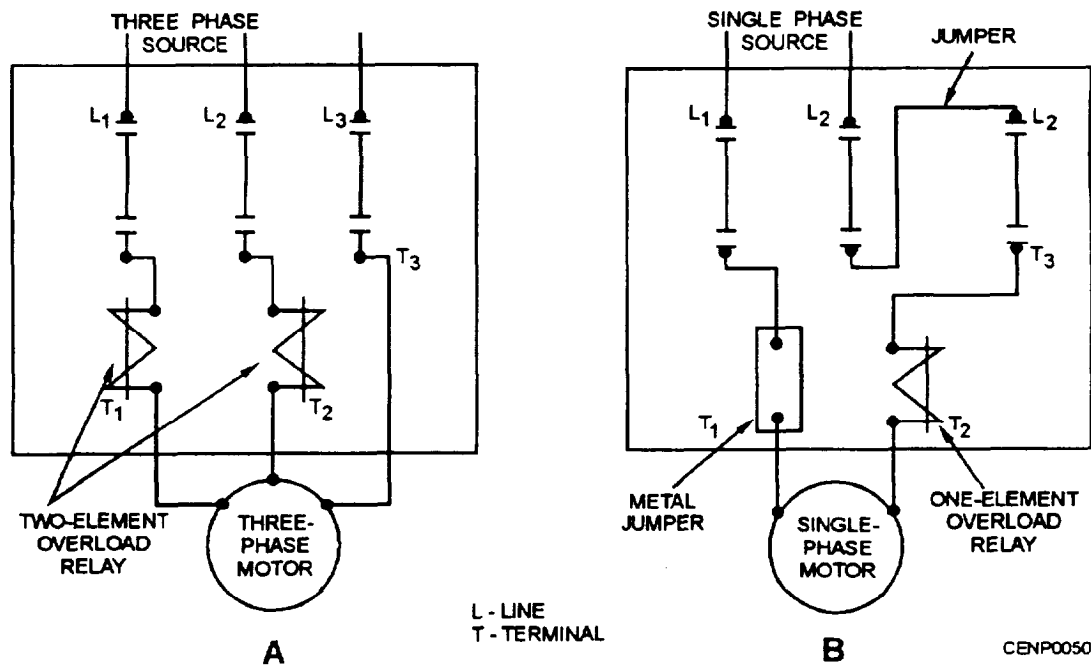 THREE PHASE
SOURCE
L1
L2
L3
T3
T1
T2
TWO-ELEMENT
OVERLOAD
RELAY
THREE-
PHASE
MOTOR
A
L - LINE
T - TERMINAL
SINGLE PHASE
SOURCE
JUMPER
L1
L2
L2
T3
T1
T2
METAL
JUMPER
SINGLE-
PHASE
MOTOR
ONE-ELEMENT
OVERLOAD
RELAY
B
CENP0050